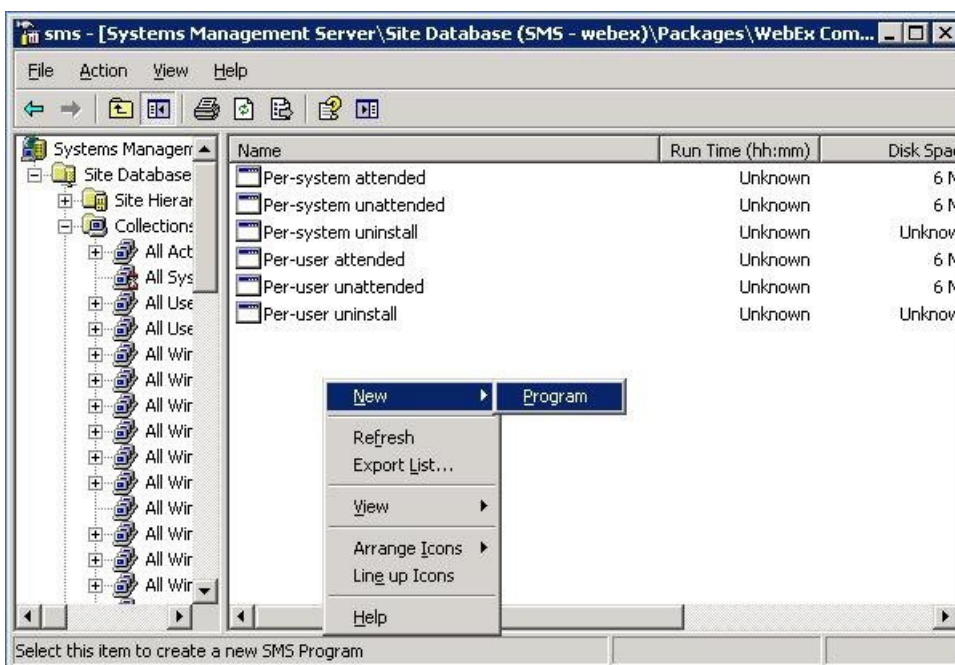 sms - [Systems Management Server\Site Database (SMS - webex)\Packages\WebEx Com...
File Action View Help
Systems Managem
Site Database
Site Hierar
Collections
All Act
All Sys
All Use
All Use
All Wir
All Wir
All Wir
All Wir
All Wir
All Wir
All Wir
All Wir
All Wir
All Wir
Name Run Time (hh:mm) Disk Spa
Per-system attended Unknown 6 M
Per-system unattended Unknown 6 M
Per-system uninstall Unknown Unknow
Per-user attended Unknown 6 M
Per-user unattended Unknown 6 M
Per-user uninstall Unknown Unknow
New
Program
Refresh
Export List...
View
Arrange Icons
Line up Icons
Help
Select this item to create a new SMS Program